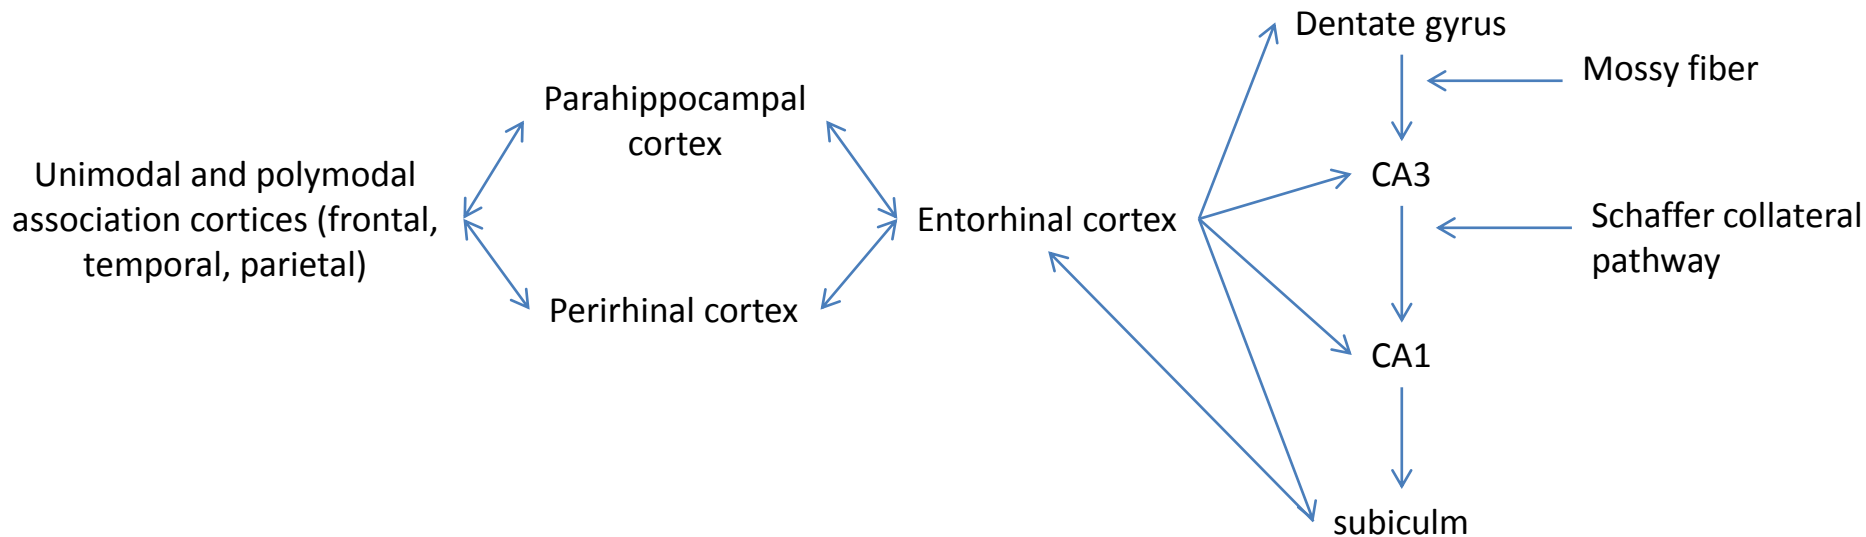 Unimodal and polymodal
association cortices (frontal,
temporal, parietal)
Parahippocampal
cortex
Perirhinal cortex
Entorhinal cortex
Dentate gyrus
Mossy fiber
CA3
Schaffer collateral
pathway
CA1
subiculm